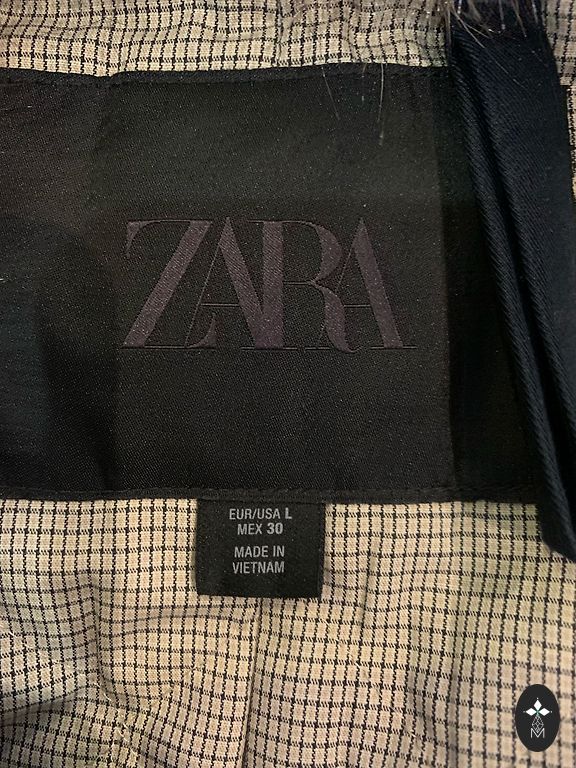 ZARA
EUR/USA L
MEX 30
MADE IN
VIETNAM